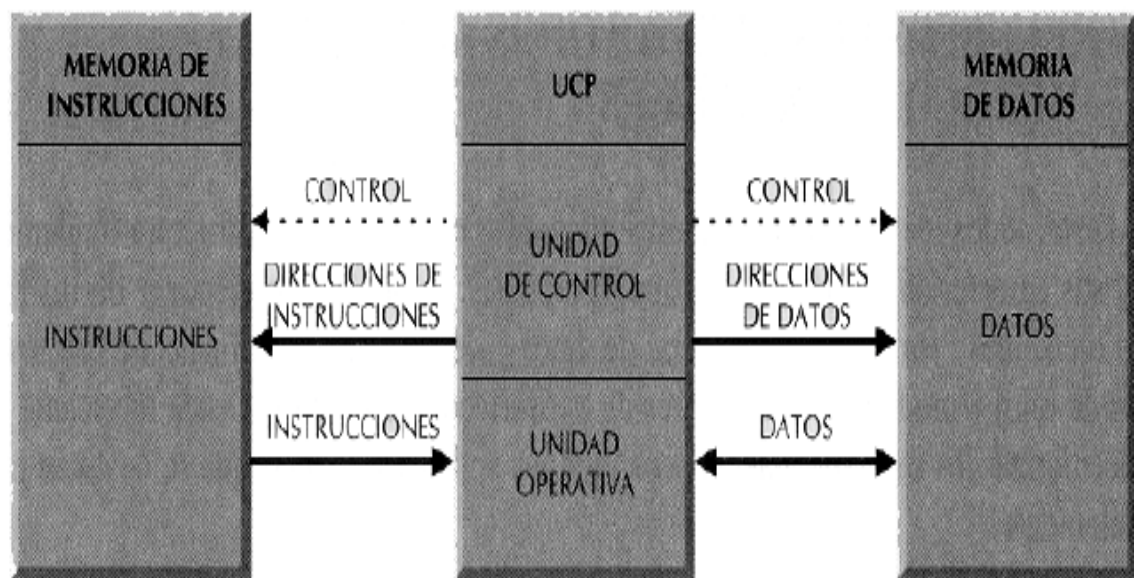 MEMORIA DE
INSTRUCCIONES
INSTRUCCIONES
CONTROL
DIRECCIONES DE
INSTRUCCIONES
INSTRUCCIONES
UCP
UNIDAD
DE CONTROL
UNIDAD
OPERATIVA
CONTROL
DIRECCIONES
DE DATOS
DATOS
MEMORIA
DE DATOS
DATOS